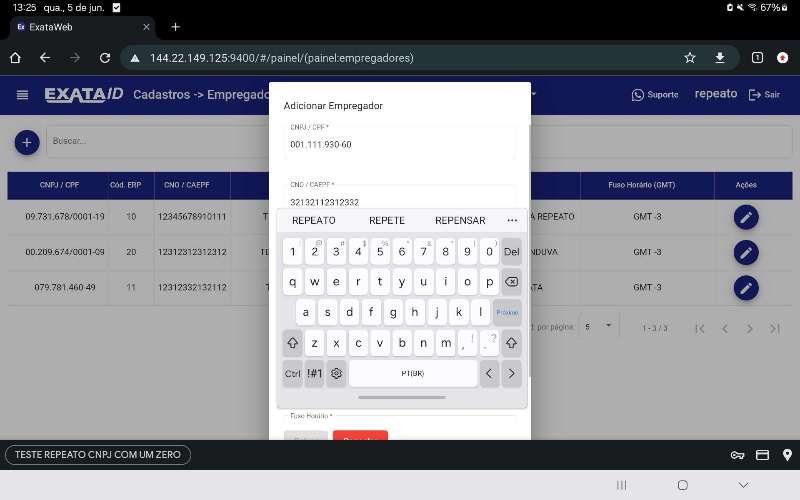 13:25 qua., 5 de jun. 67%
ExataWeb
144.22.149.125:9400/#/painel/(painel:empregadores)
1
EXATA ID Cadastros -> Empregado
Suporte repeato Sair
Buscar...
Adicionar Empregador
CNPJ / CPF *
001.111.930-60
CNO / CAEPF *
32132112312332
CNPJ / CPF Cód. ERP CNO / CAEPF Fuso Horário (GMT) Ações
09.731.678/0001-19 10 12345678910111 T A REPEATO GMT -3
00.209.674/0001-09 20 12312312312312 TE NDUVA GMT -3
079.781.460-49 11 12312332132112 ATA GMT -3
por página: 5 1 - 3 / 3
REPEATO REPETE REPENSAR ...
1 2 3 4 5 6 7 8 9 0 Del
q w e r t y u i o p
a s d f g h j k l Próximo
z x c v b n m , ! . ?
Ctrl !#1 PT(BR) < >
Fuso Horário *
TESTE REPEATO CNPJ COM UM ZERO